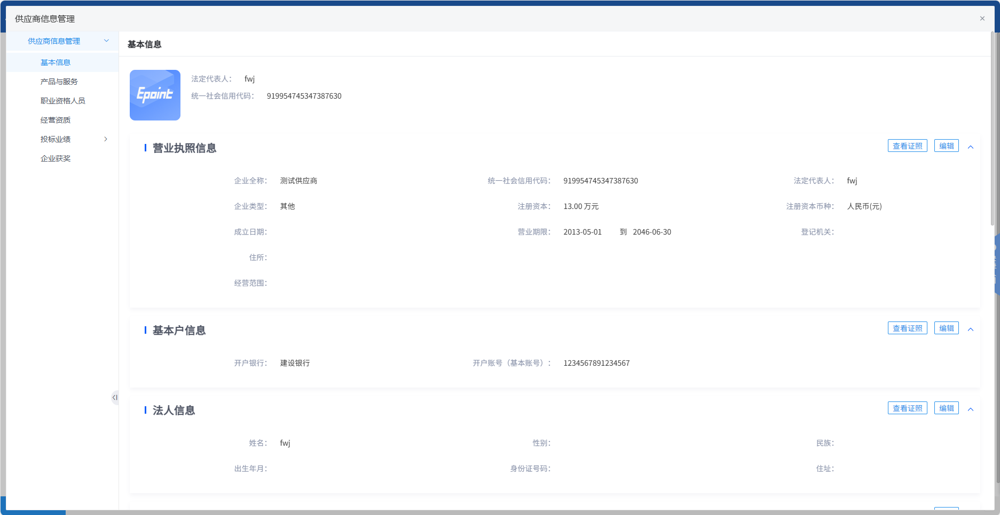 供应商信息管理
供应商信息管理
基本信息
产品与服务
职业资格人员
经营资质
投标业绩
企业获奖
基本信息
Epoint
法定代表人： fwj
统一社会信用代码： 919954745347387630
营业执照信息 查看证照 编辑
企业全称： 测试供应商 统一社会信用代码： 919954745347387630 法定代表人： fwj
企业类型： 其他 注册资本： 13.00 万元 注册资本币种： 人民币(元)
成立日期： 营业期限： 2013-05-01 到 2046-06-30 登记机关：
住所：
经营范围：
基本户信息 查看证照 编辑
开户银行： 建设银行 开户账号（基本账号）： 1234567891234567
法人信息 查看证照 编辑
姓名： fwj 性别： 民族：
出生年月： 身份证号码： 住址：